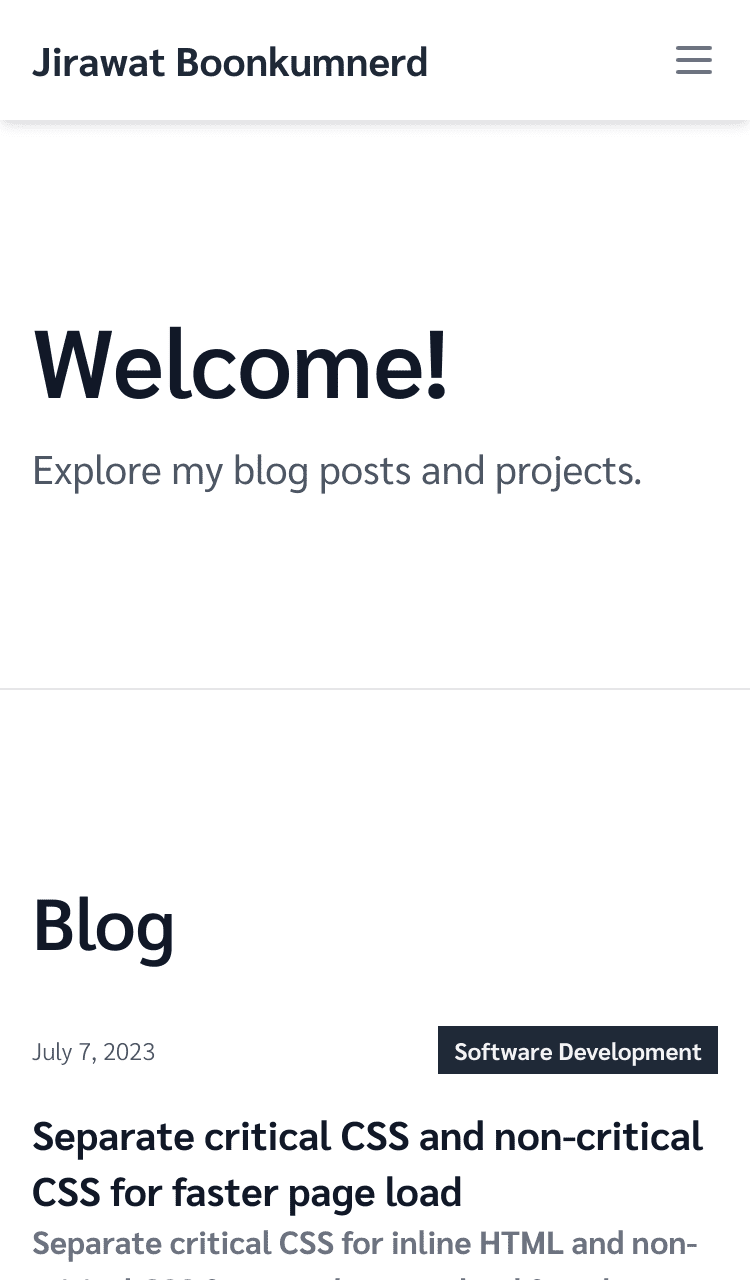 Jirawat Boonkumnerd
Welcome!
Explore my blog posts and projects.
Blog
July 7, 2023
Software Development
Separate critical CSS and non-critical
CSS for faster page load
Separate critical CSS for inline HTML and non-